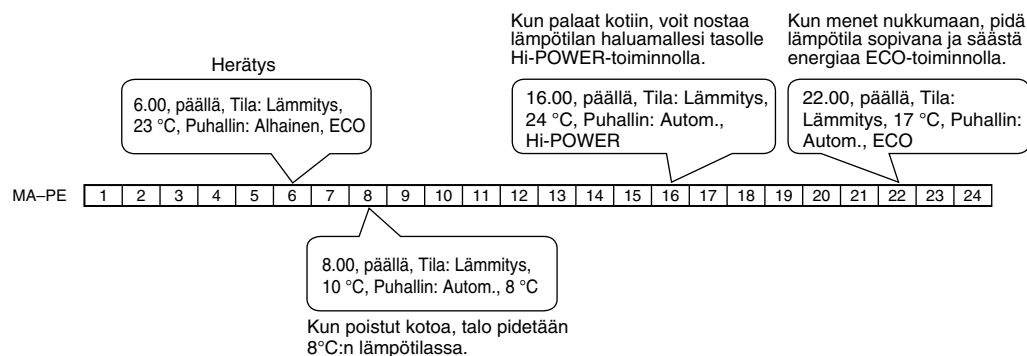 Kun palaat kotiin, voit nostaa
lämpötilan haluamallesi tasolle
Hi-POWER-toiminnolla.
Kun menet nukkumaan, pidä
lämpötila sopivana ja säästä
energiaa ECO-toiminnolla.
Herätys
6.00, päällä, Tila: Lämmitys,
23 °C, Puhallin: Alhainen, ECO
16.00, päällä, Tila: Lämmitys,
24 °C, Puhallin: Autom.,
Hi-POWER
22.00, päällä, Tila:
Lämmitys, 17 °C, Puhallin:
Autom., ECO
MA–PE 1 2 3 4 5 6 7 8 9 10 11 12 13 14 15 16 17 18 19 20 21 22 23 24
8.00, päällä, Tila: Lämmitys,
10 °C, Puhallin: Autom., 8 °C
Kun poistut kotoa, talo pidetään
8°C:n lämpötilassa.